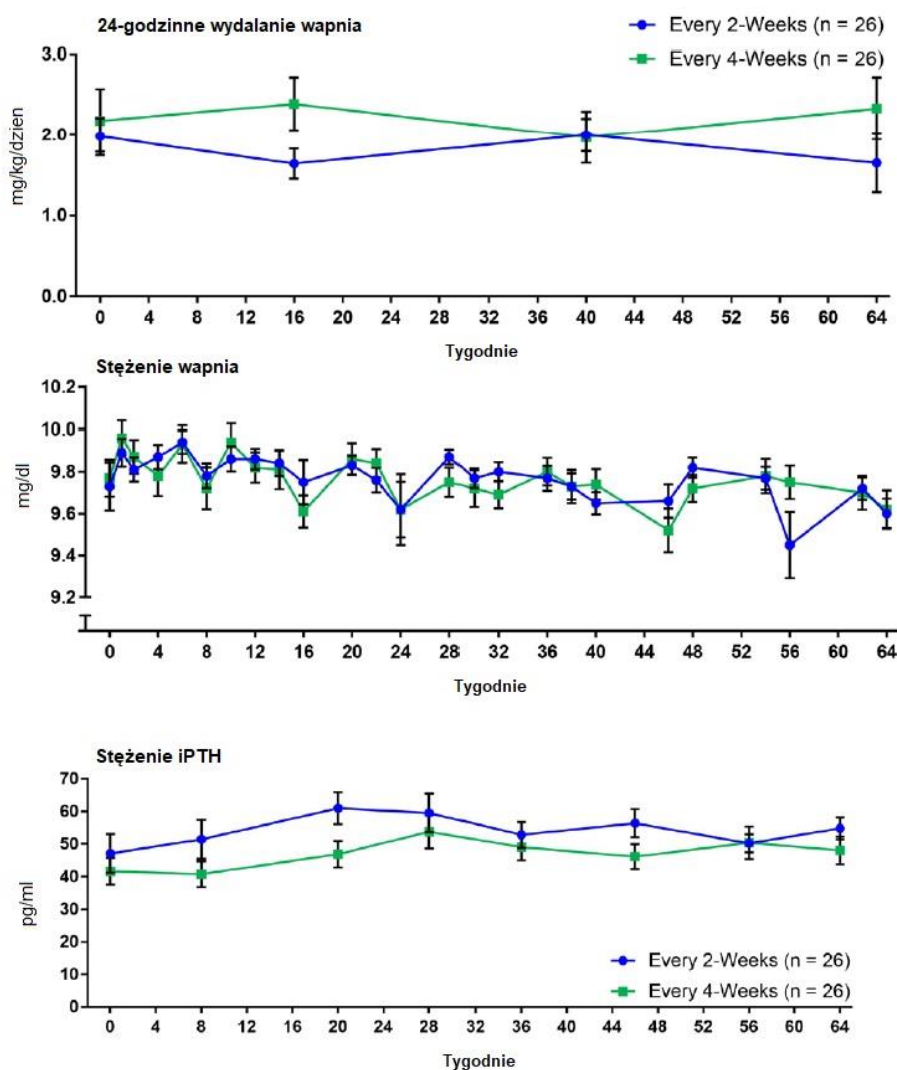 24-godzinne wydalanie wapnia
Every 2-Weeks (n = 26)
Every 4-Weeks (n = 26)
3.0
2.0
1.0
0.0
mg/kg/dzien
0 4 8 12 16 20 24 28 32 36 40 44 48 52 56 60 64
Tygodnie
Stężenie wapnia
10.2
10.0
9.8
9.6
9.4
9.2
mg/dl
0 4 8 12 16 20 24 28 32 36 40 44 48 52 56 60 64
Tygodnie
Stężenie iPTH
70
60
50
40
30
20
10
0
pg/ml
Every 2-Weeks (n = 26)
Every 4-Weeks (n = 26)
0 4 8 12 16 20 24 28 32 36 40 44 48 52 56 60 64
Tygodnie